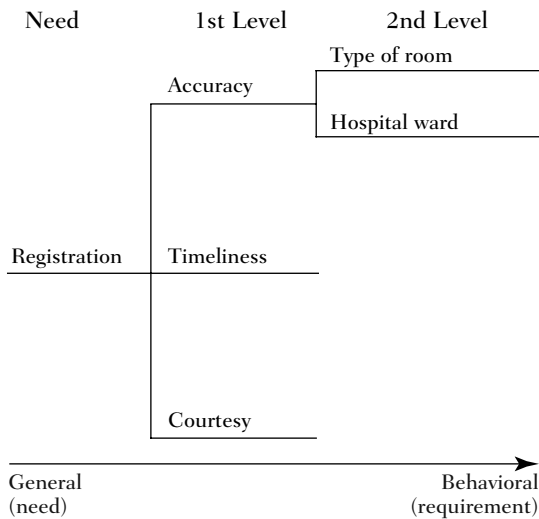 Need 1st Level 2nd Level
Type of room
Accuracy
Hospital ward
Registration Timeliness
Courtesy
General Behavioral
(need) (requirement)